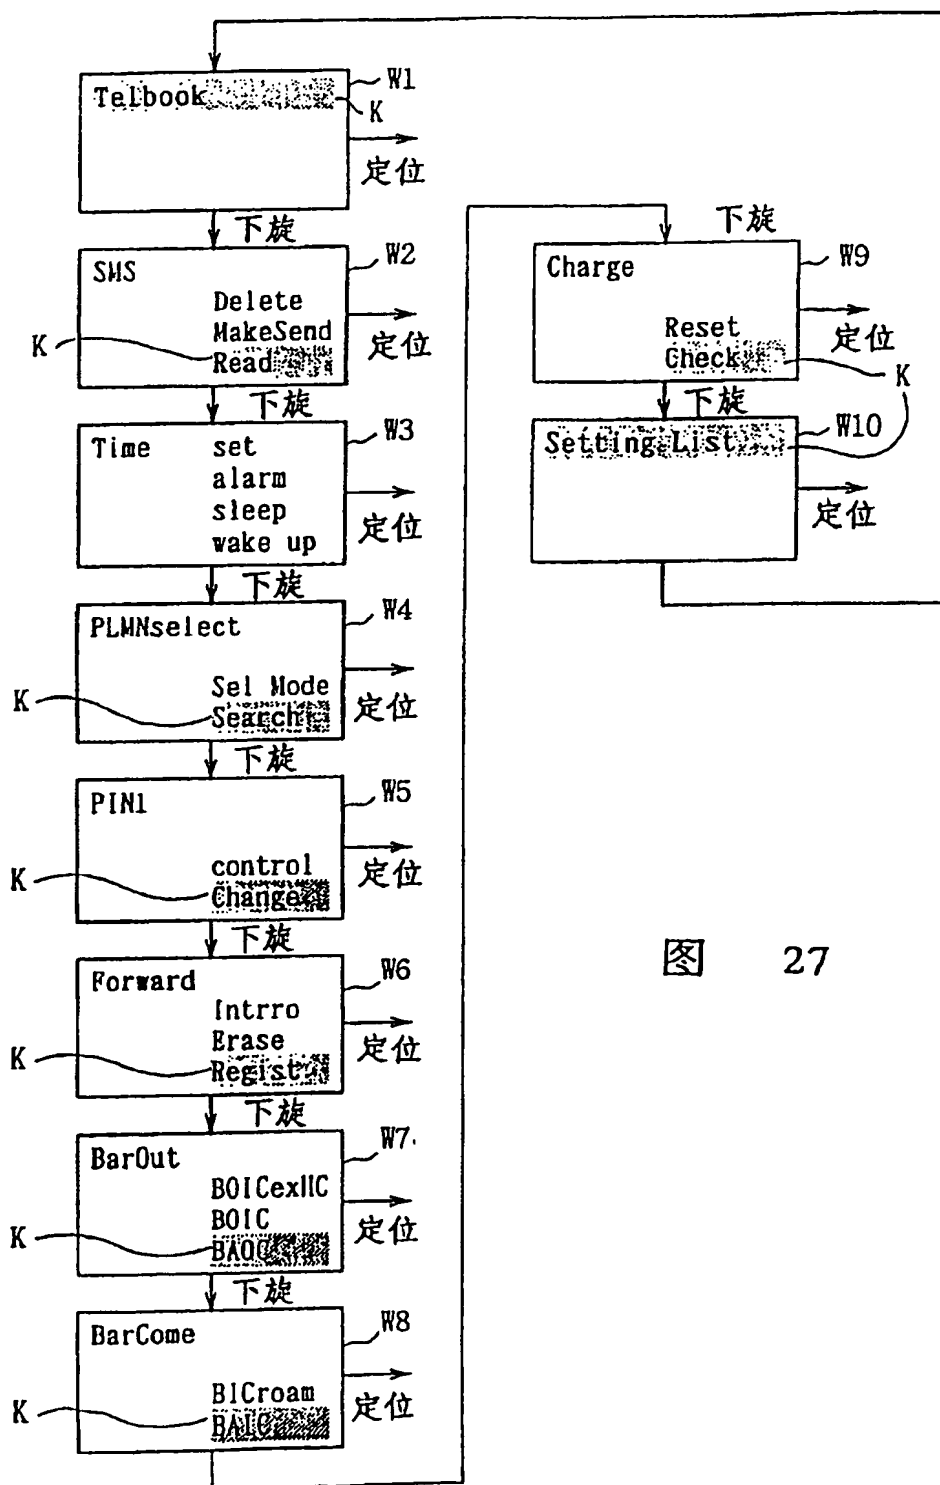 Telbook
W1
K
定位
下旋
SMS
W2
Delete
MakeSend
Read
K
定位
下旋
Time
W3
set
alarm
sleep
wake up
定位
下旋
PLMNselect
W4
Sel Mode
Search
K
定位
下旋
PIN1
W5
control
Change
K
定位
下旋
Forward
W6
Intrro
Erase
Regist
K
定位
下旋
BarOut
W7
BOICexIIC
BOIC
BAOC
K
定位
下旋
BarCome
W8
BICroam
BAIC
K
定位
下旋
Charge
W9
Reset
Check
定位
K
下旋
Setting List
W10
定位
图 27